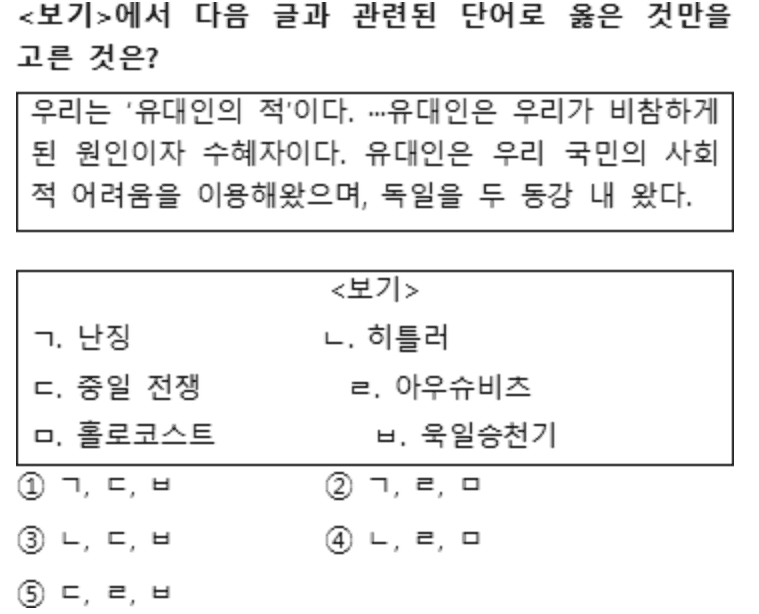 <보기>에서 다음 글과 관련된 단어로 옳은 것만을
고른 것은?
우리는 '유대인의 적'이다. …유대인은 우리가 비참하게
된 원인이자 수혜자이다. 유대인은 우리 국민의 사회
적 어려움을 이용해왔으며, 독일을 두 동강 내 왔다.
<보기>
ㄱ. 난징 ㄴ. 히틀러
ㄷ. 중일 전쟁 ㄹ. 아우슈비츠
ㅁ. 홀로코스트 ㅂ. 욱일승천기
① ㄱ, ㄷ, ㅂ ② ㄱ, ㄹ, ㅁ
③ ㄴ, ㄷ, ㅂ ④ ㄴ, ㄹ, ㅁ
⑤ ㄷ, ㄹ, ㅂ